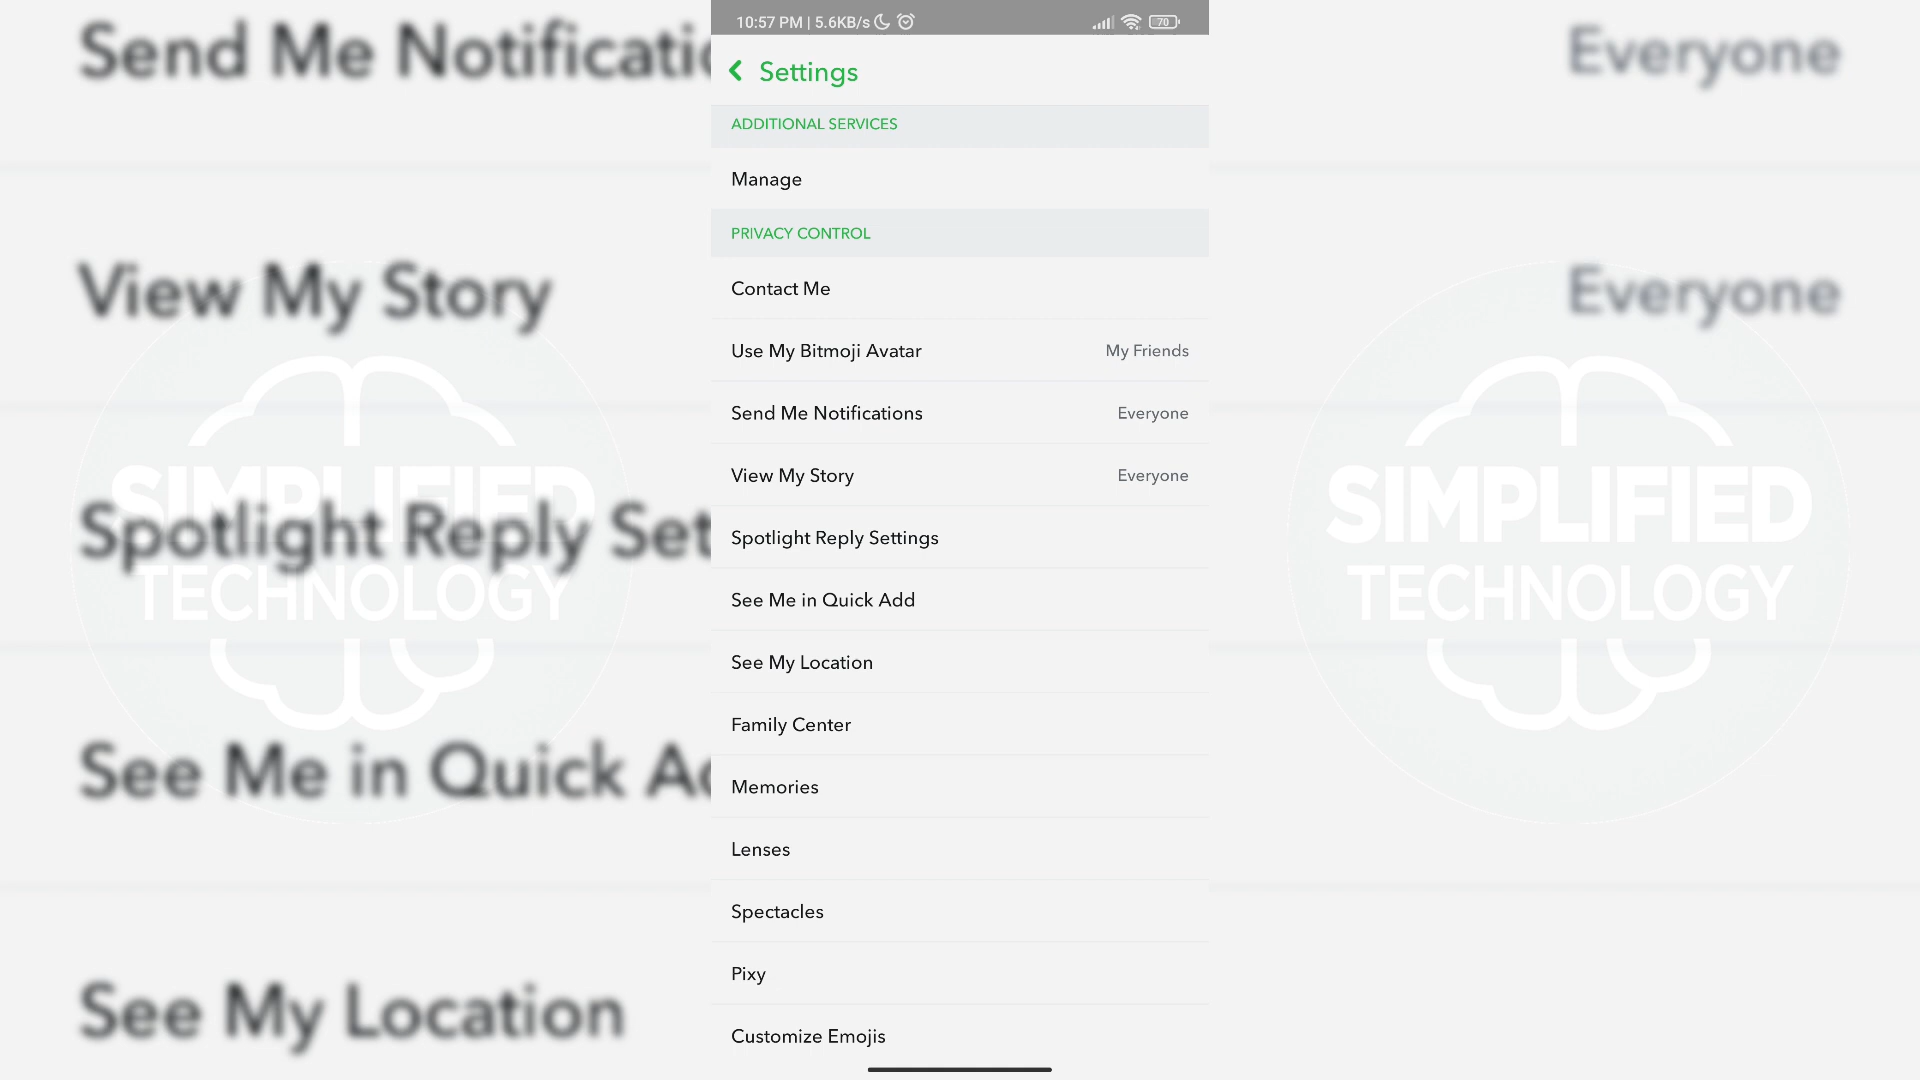 10:57 PM | 5.6KB/s
70
Settings
ADDITIONAL SERVICES
Manage
PRIVACY CONTROL
Contact Me
Use My Bitmoji Avatar My Friends
Send Me Notifications Everyone
View My Story Everyone
Spotlight Reply Settings
See Me in Quick Add
See My Location
Family Center
Memories
Lenses
Spectacles
Pixy
Customize Emojis
Send Me Notificatio
Everyone
View My Story
Everyone
Spotlight Reply Set
See Me in Quick Ad
See My Location
SIMPLIFIED
TECHNOLOGY
SIMPLIFIED
TECHNOLOGY